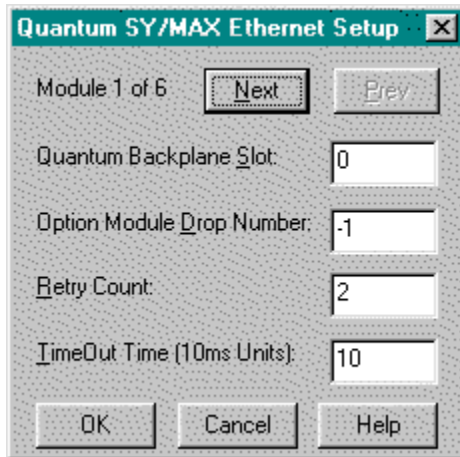 Quantum SY/MAX Ethernet Setup
Module 1 of 6 Next Prev
Quantum Backplane Slot: 0
Option Module Drop Number: -1
Retry Count: 2
TimeOut Time (10ms Units): 10
OK Cancel Help